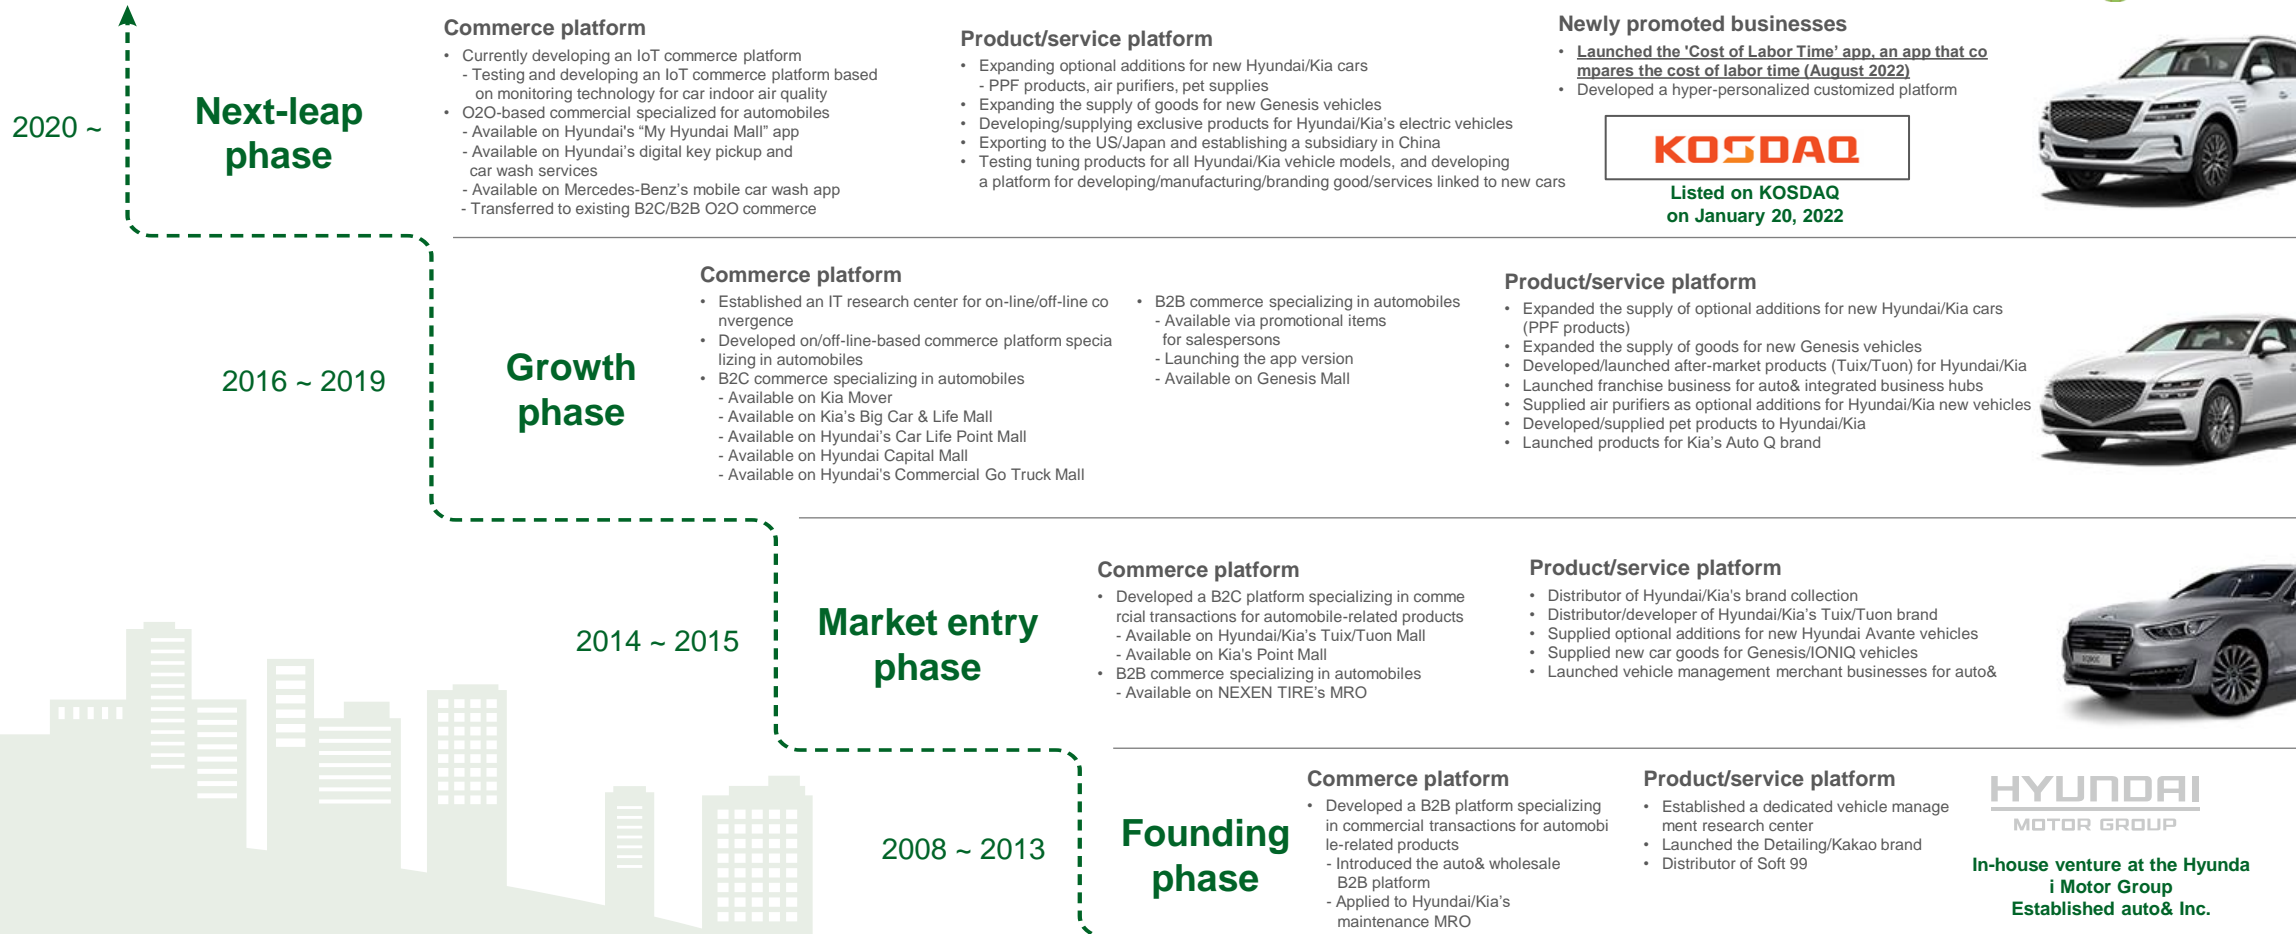 2020 ~
Next-leap
phase
Commerce platform
• Currently developing an IoT commerce platform
- Testing and developing an IoT commerce platform based
on monitoring technology for car indoor air quality
• O2O-based commercial specialized for automobiles
- Available on Hyundai's “My Hyundai Mall” app
- Available on Hyundai’s digital key pickup and
car wash services
- Available on Mercedes-Benz’s mobile car wash app
- Transferred to existing B2C/B2B O2O commerce
Product/service platform
• Expanding optional additions for new Hyundai/Kia cars
- PPF products, air purifiers, pet supplies
• Expanding the supply of goods for new Genesis vehicles
• Developing/supplying exclusive products for Hyundai/Kia’s electric vehicles
• Exporting to the US/Japan and establishing a subsidiary in China
• Testing tuning products for all Hyundai/Kia vehicle models, and developing
a platform for developing/manufacturing/branding good/services linked to new cars
Newly promoted businesses
• Launched the 'Cost of Labor Time’ app, an app that co
mpares the cost of labor time (August 2022)
• Developed a hyper-personalized customized platform
KOSDAQ
Listed on KOSDAQ
on January 20, 2022
2016 ~ 2019
Growth
phase
Commerce platform
• Established an IT research center for on-line/off-line co
nvergence
• Developed on/off-line-based commerce platform specia
lizing in automobiles
• B2C commerce specializing in automobiles
- Available on Kia Mover
- Available on Kia’s Big Car & Life Mall
- Available on Hyundai’s Car Life Point Mall
- Available on Hyundai Capital Mall
- Available on Hyundai’s Commercial Go Truck Mall
• B2B commerce specializing in automobiles
- Available via promotional items
for salespersons
- Launching the app version
- Available on Genesis Mall
Product/service platform
• Expanded the supply of optional additions for new Hyundai/Kia cars
(PPF products)
• Expanded the supply of goods for new Genesis vehicles
• Developed/launched after-market products (Tuix/Tuon) for Hyundai/Kia
• Launched franchise business for auto& integrated business hubs
• Supplied air purifiers as optional additions for Hyundai/Kia new vehicles
• Developed/supplied pet products to Hyundai/Kia
• Launched products for Kia’s Auto Q brand
2014 ~ 2015
Market entry
phase
Commerce platform
• Developed a B2C platform specializing in comme
rcial transactions for automobile-related products
- Available on Hyundai/Kia’s Tuix/Tuon Mall
- Available on Kia’s Point Mall
• B2B commerce specializing in automobiles
- Available on NEXEN TIRE’s MRO
Product/service platform
• Distributor of Hyundai/Kia's brand collection
• Distributor/developer of Hyundai/Kia’s Tuix/Tuon brand
• Supplied optional additions for new Hyundai Avante vehicles
• Supplied new car goods for Genesis/IONIQ vehicles
• Launched vehicle management merchant businesses for auto&
2008 ~ 2013
Founding
phase
Commerce platform
• Developed a B2B platform specializing
in commercial transactions for automobi
le-related products
- Introduced the auto& wholesale
B2B platform
- Applied to Hyundai/Kia’s
maintenance MRO
Product/service platform
• Established a dedicated vehicle manage
ment research center
• Launched the Detailing/Kakao brand
• Distributor of Soft 99
HYUNDAI
MOTOR GROUP
In-house venture at the Hyunda
i Motor Group
Established auto& Inc.